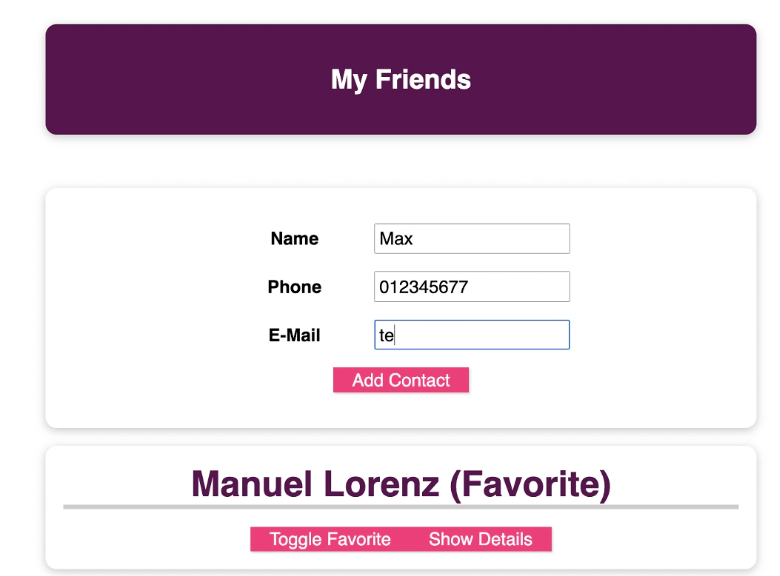 My Friends
Name Max
Phone 012345677
E-Mail te
Add Contact
Manuel Lorenz (Favorite)
Toggle Favorite Show Details